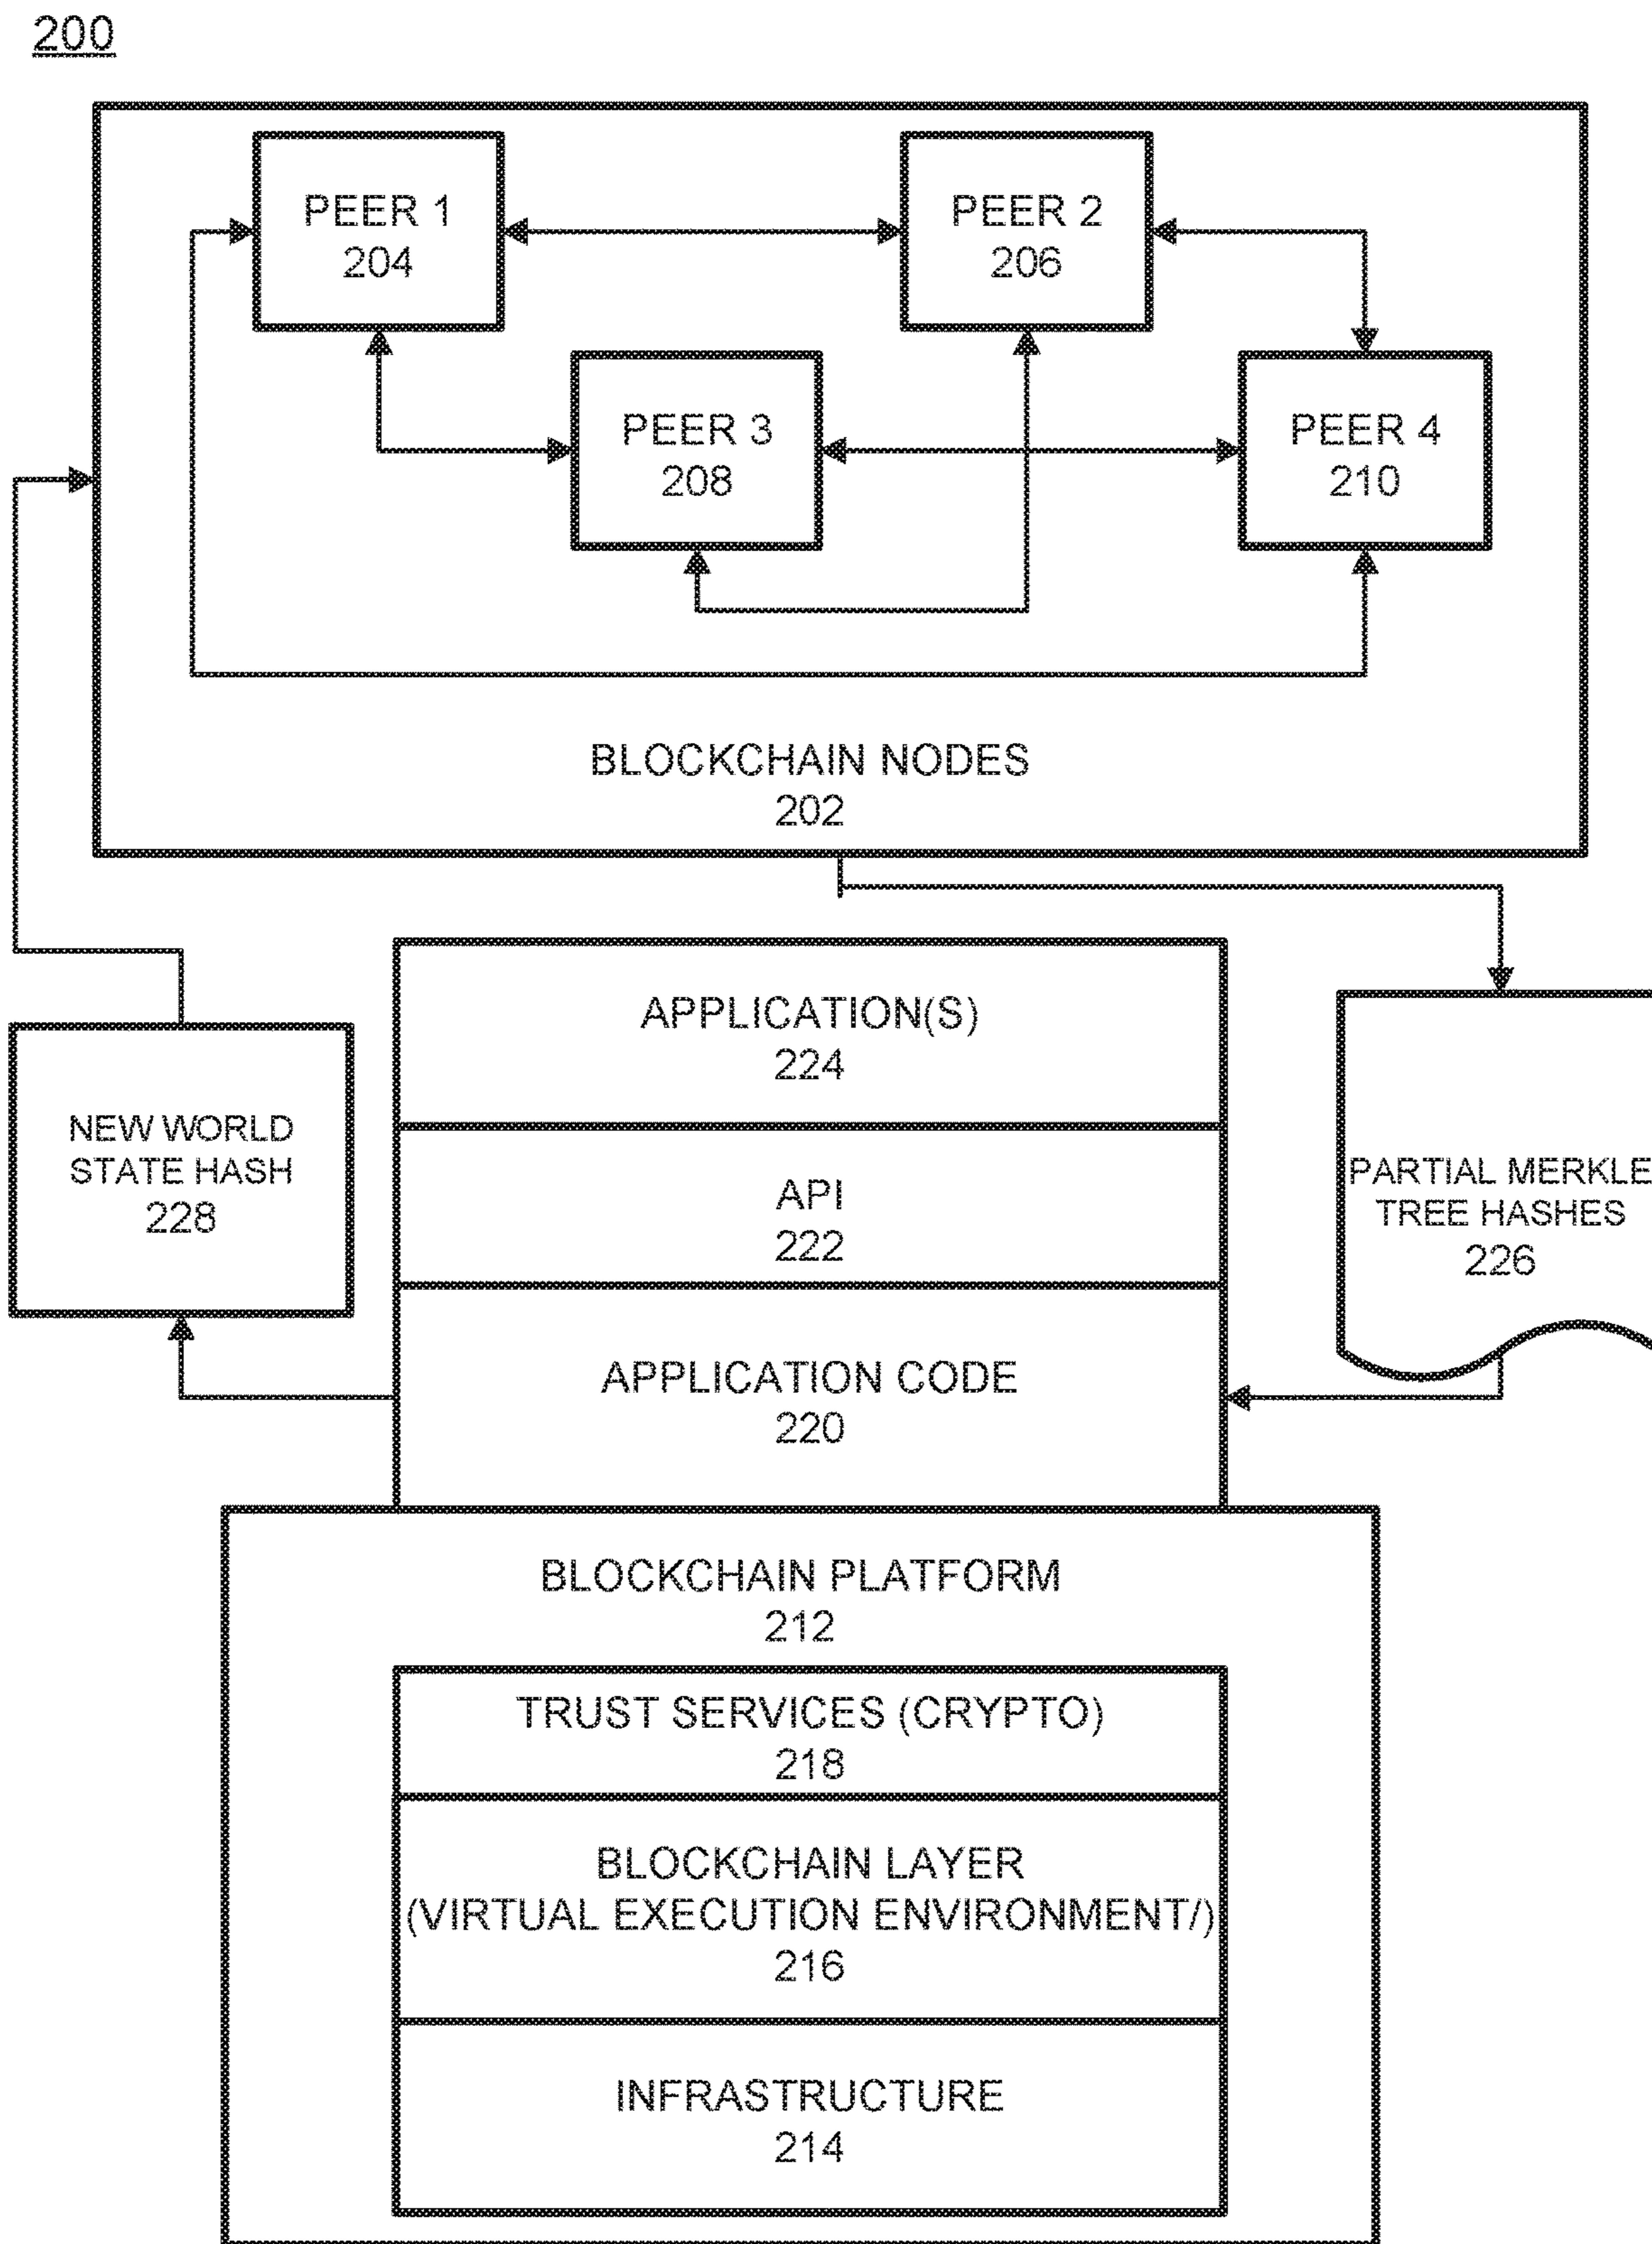 200
PEER 1
204
PEER 2
206
PEER 3
208
PEER 4
210
BLOCKCHAIN NODES
202
APPLICATION(S)
224
NEW WORLD
STATE HASH
228
API
222
PARTIAL MERKLE
TREE HASHES
226
APPLICATION CODE
220
BLOCKCHAIN PLATFORM
212
TRUST SERVICES (CRYPTO)
218
BLOCKCHAIN LAYER
(VIRTUAL EXECUTION ENVIRONMENT/)
216
INFRASTRUCTURE
214